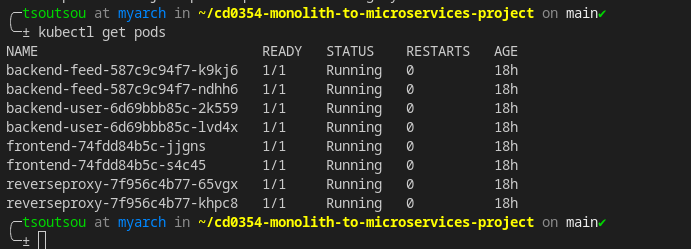 ╭─tsoutsou at myarch in ~/cd0354-monolith-to-microservices-project on main✔
╰─± kubectl get pods
NAME                            READY   STATUS    RESTARTS   AGE
backend-feed-587c9c94f7-k9kj6   1/1     Running   0          18h
backend-feed-587c9c94f7-ndhh6   1/1     Running   0          18h
backend-user-6d69bbb85c-2k559   1/1     Running   0          18h
backend-user-6d69bbb85c-lvd4x   1/1     Running   0          18h
frontend-74fdd84b5c-jjgns       1/1     Running   0          18h
frontend-74fdd84b5c-s4c45       1/1     Running   0          18h
reverseproxy-7f956c4b77-65vgx   1/1     Running   0          18h
reverseproxy-7f956c4b77-khpc8   1/1     Running   0          18h
╭─tsoutsou at myarch in ~/cd0354-monolith-to-microservices-project on main✔
╰─±